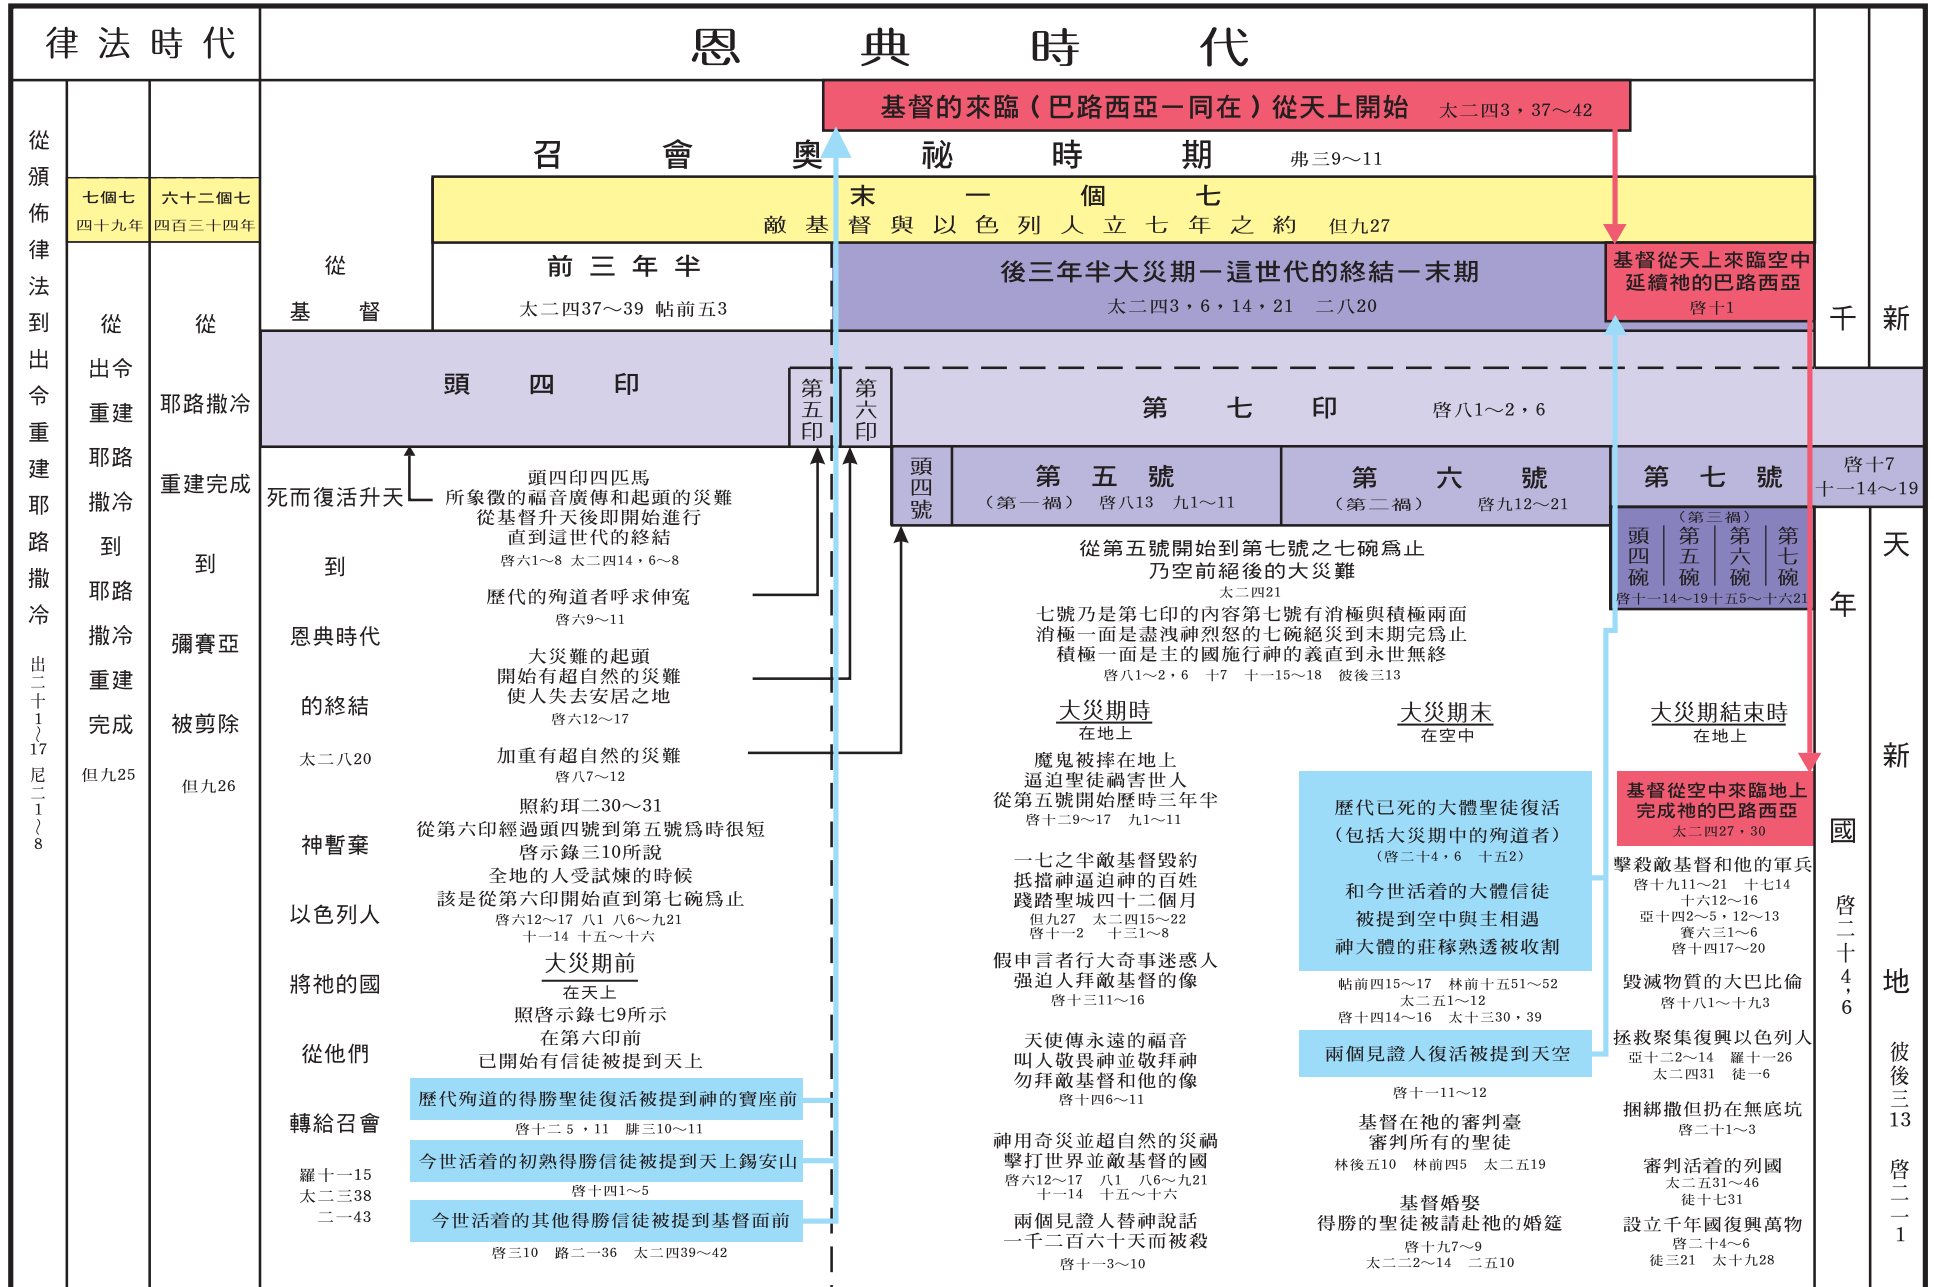 律法時代
恩典時代
基督的來臨（巴路西亞—同在）從天上開始 太二四3，37～42
召會奧祕時期 弗三9～11
七個七
四十九年
六十二個七
四百三十四年
末一個七
敵基督與以色列人立七年之約 但九27
從頒佈律法到出令重建耶路撒冷
出二十1～17 尼二1～8
從
出令
重建
耶路
撒冷
到
耶路
撒冷
重建
完成
但九25
從
耶路撒冷
重建完成
到
彌賽亞
被剪除
但九26
從
基督
死而復活升天
到
恩典時代
的終結
太二八20
神暫棄
以色列人
將祂的國
從他們
轉給召會
羅十一15
太二三38
二一43
前三年半
太二四37～39 帖前五3
後三年半大災期—這世代的終結—末期
太二四3，6，14，21 二八20
基督從天上來臨空中
延續祂的巴路西亞
啓十1
頭四印
第五印
第六印
第七印 啓八1～2，6
頭四號
第五號
（第一禍） 啓八13 九1～11
第六號
（第二禍） 啓九12～21
第七號
啓十7
十一14～19
（第三禍）
頭四碗
第五碗
第六碗
第七碗
啓十一14～19十五5～十六21
頭四印四匹馬
所象徵的福音廣傳和起頭的災難
從基督升天後即開始進行
直到這世代的終結
啓六1～8 太二四14，6～8
歷代的殉道者呼求伸冤
啓六9～11
大災難的起頭
開始有超自然的災難
使人失去安居之地
啓六12～17
加重有超自然的災難
啓八7～12
照約珥二30～31
從第六印經過頭四號到第五號爲時很短
啓示錄三10所說
全地的人受試煉的時候
該是從第六印開始直到第七碗爲止
啓六12～17 八1 八6～九21
十一14 十五～十六
大災期前
在天上
照啓示錄七9所示
在第六印前
已開始有信徒被提到天上
歷代殉道的得勝聖徒復活被提到神的寶座前
啓十二5，11 腓三10～11
今世活着的初熟得勝信徒被提到天上錫安山
啓十四1～5
今世活着的其他得勝信徒被提到基督面前
啓三10 路二一36 太二四39～42
從第五號開始到第七號之七碗爲止
乃空前絕後的大災難
太二四21
七號乃是第七印的內容第七號有消極與積極兩面
消極一面是盡洩神烈怒的七碗絕災到末期完爲止
積極一面是主的國施行神的義直到永世無終
啓八1～2，6 十7 十一15～18 彼後三13
大災期時
在地上
魔鬼被摔在地上
逼迫聖徒禍害世人
從第五號開始歷時三年半
啓十二9～17 九1～11
一七之半敵基督毀約
抵擋神逼迫神的百姓
踐踏聖城四十二個月
但九27 太二四15～22
啓十一2 十三1～8
假申言者行大奇事迷惑人
强迫人拜敵基督的像
啓十三11～16
天使傳永遠的福音
叫人敬畏神並敬拜神
勿拜敵基督和他的像
啓十四6～11
神用奇災並超自然的災禍
擊打世界並敵基督的國
啓六12～17 八1 八6～九21
十一14 十五～十六
兩個見證人替神說話
一千二百六十天而被殺
啓十一3～10
大災期末
在空中
歷代已死的大體聖徒復活
（包括大災期中的殉道者）
（啓二十4，6 十五2）
和今世活着的大體信徒
被提到空中與主相遇
神大體的莊稼熟透被收割
帖前四15～17 林前十五51～52
太二五1～12
啓十四14～16 太十三30，39
兩個見證人復活被提到天空
啓十一11～12
基督在祂的審判臺
審判所有的聖徒
林後五10 林前四5 太二五19
基督婚娶
得勝的聖徒被請赴祂的婚筵
啓十九7～9
太二二2～14 二五10
大災期結束時
在地上
基督從空中來臨地上
完成祂的巴路西亞
太二四27，30
擊殺敵基督和他的軍兵
啓十九11～21 十七14
十六12～16
亞十四2～5，12～13
賽六三1～6
啓十四17～20
毀滅物質的大巴比倫
啓十八1～十九3
拯救聚集復興以色列人
亞十二2～14 羅十一26
太二四31 徒一6
捆綁撒但扔在無底坑
啓二十1～3
審判活着的列國
太二五31～46
徒十七31
設立千年國復興萬物
啓二十4～6
徒三21 太十九28
千年國
啓二十4，6
新天新地
彼後三13 啓二一1